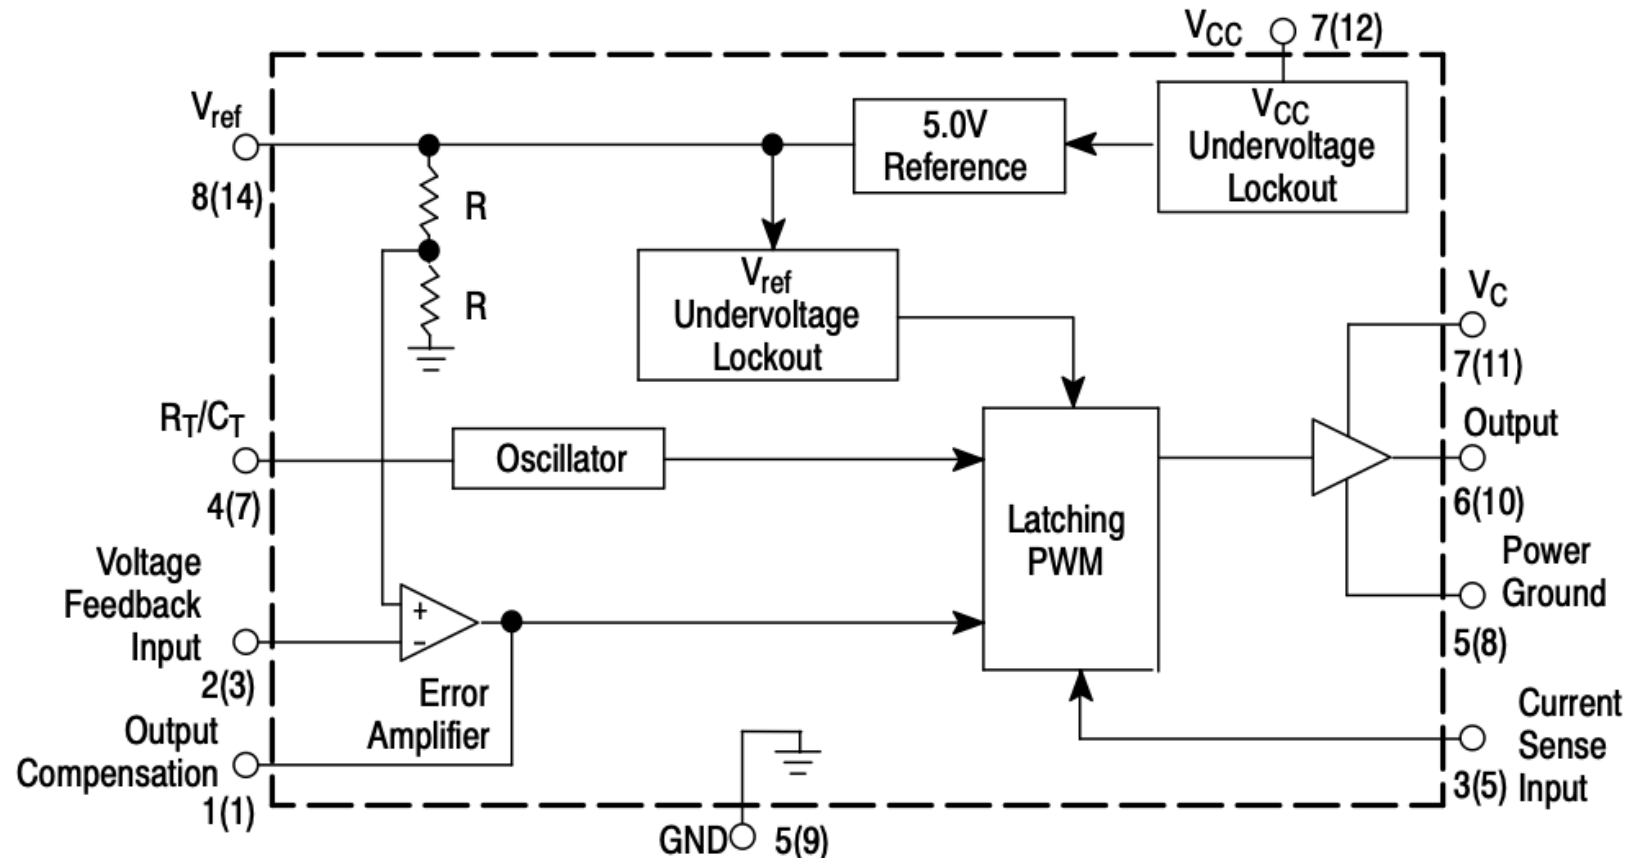 VCC 7(12)
Vref
8(14)
5.0V
Reference
VCC
Undervoltage
Lockout
R
R
Vref
Undervoltage
Lockout
VC
7(11)
RT/CT
4(7)
Oscillator
Output
6(10)
Latching
PWM
Voltage
Feedback
Input
2(3)
+
−
Error
Amplifier
Power
Ground
5(8)
Output
Compensation
1(1)
Current
Sense
Input
3(5)
GND 5(9)